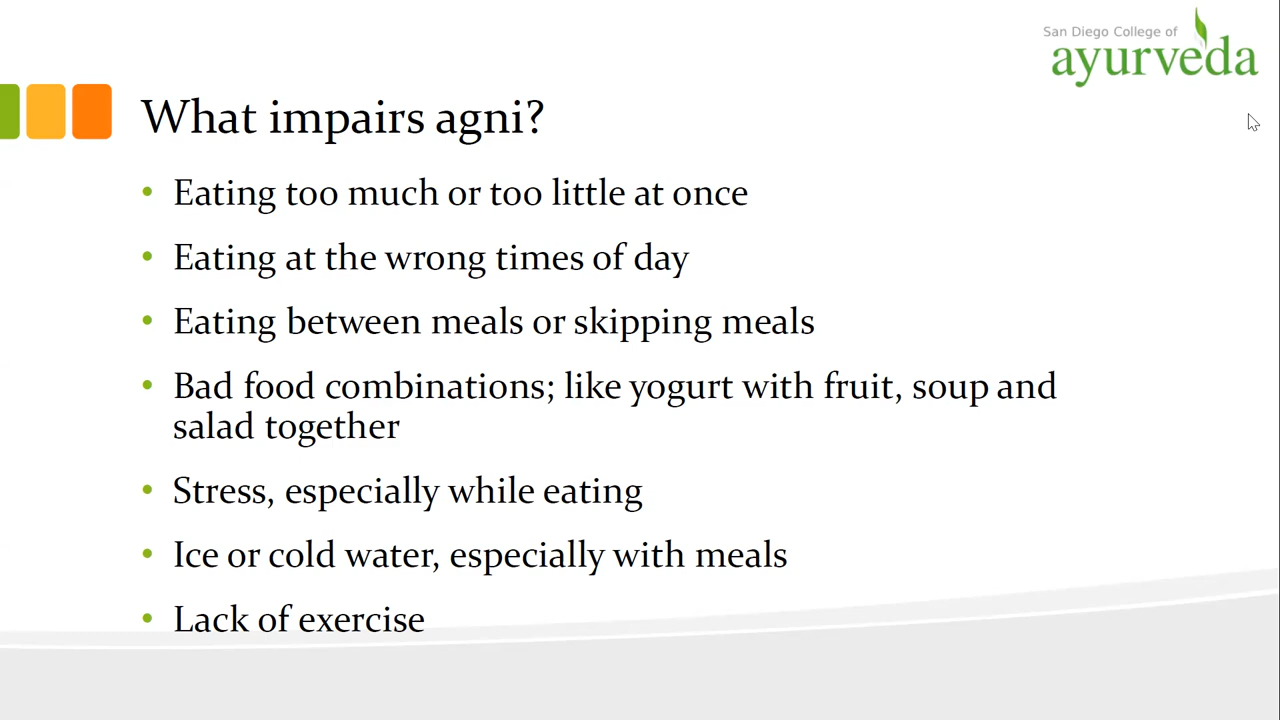 San Diego College of
ayurveda
What impairs agni?
• Eating too much or too little at once
• Eating at the wrong times of day
• Eating between meals or skipping meals
• Bad food combinations; like yogurt with fruit, soup and
salad together
• Stress, especially while eating
• Ice or cold water, especially with meals
• Lack of exercise